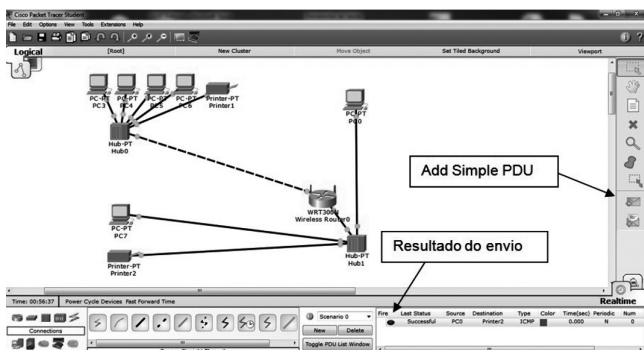 Cisco Packet Tracer Student
File Edit Options View Tools Extensions Help
Logical [Root] New Cluster Move Object Set Tiled Background Viewport
PC-PT PC3
PC-PT PC4
PC-PT PC5
PC-PT PC6
Printer-PT Printer1
PC-PT PC0
Hub-PT Hub0
Add Simple PDU
WRT300N Wireless Router0
PC-PT PC7
Resultado do envio
Hub-PT Hub1
Printer-PT Printer2
Time: 00:56:37 Power Cycle Devices Fast Forward Time Realtime
Connections
Scenario 0
New Delete
Toggle PDU List Window
Fire Last Status Source Destination Type Color Time(sec) Periodic Num
Successful PC0 Printer2 ICMP 0.000 N 0